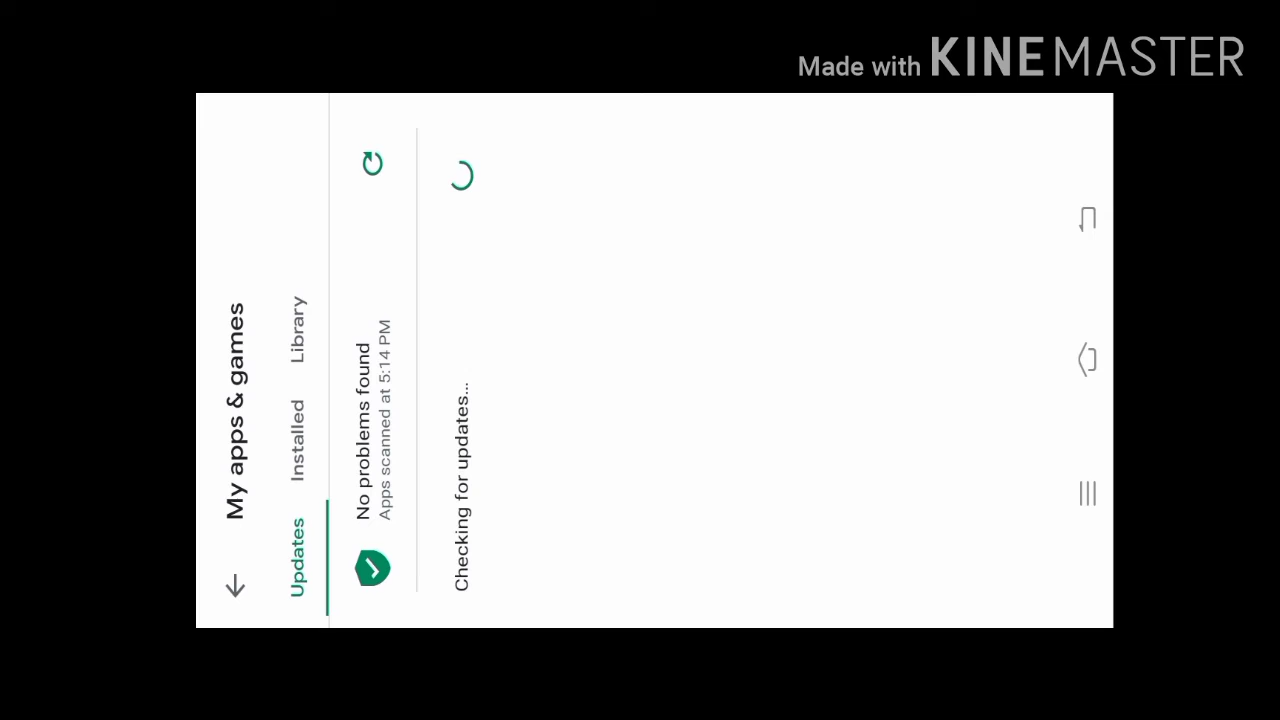 Made with KINEMASTER
My apps & games
Updates Installed Library
No problems found
Apps scanned at 5:14 PM
Checking for updates...